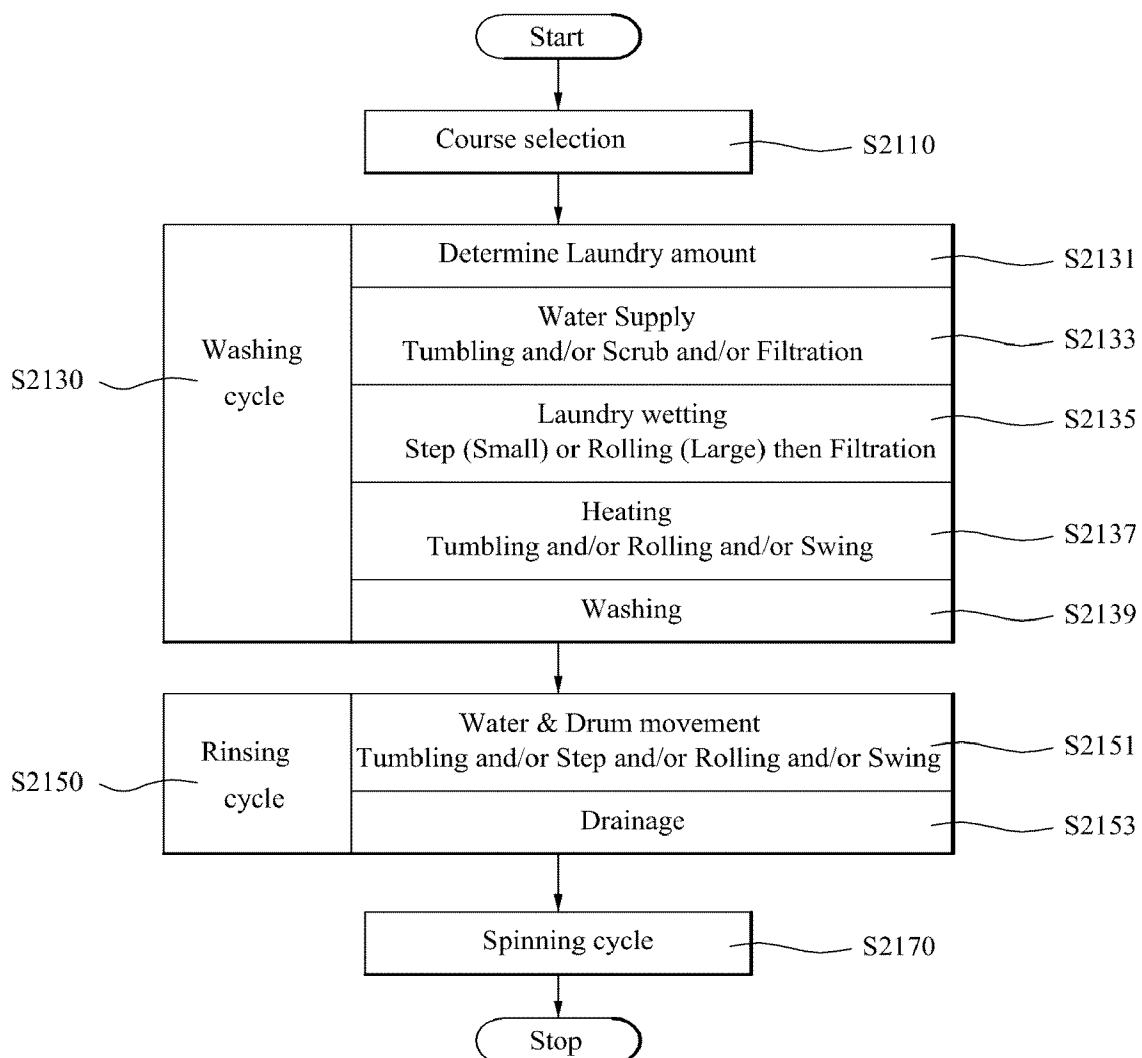 Start
Course selection
S2110
Determine Laundry amount
S2131
Water Supply
Tumbling and/or Scrub and/or Filtration
S2133
Washing
cycle
S2130
Laundry wetting
Step (Small) or Rolling (Large) then Filtration
S2135
Heating
Tumbling and/or Rolling and/or Swing
S2137
Washing
S2139
Rinsing
cycle
S2150
Water & Drum movement
Tumbling and/or Step and/or Rolling and/or Swing
S2151
Drainage
S2153
Spinning cycle
S2170
Stop